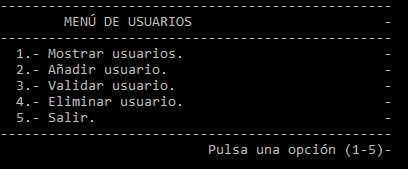 -------------------------------------------------
        MENÚ DE USUARIOS                        -
-------------------------------------------------
  1.- Mostrar usuarios.                         -
  2.- Añadir usuario.                           -
  3.- Validar usuario.                          -
  4.- Eliminar usuario.                         -
  5.- Salir.                                    -
-------------------------------------------------
                          Pulsa una opción (1-5)-